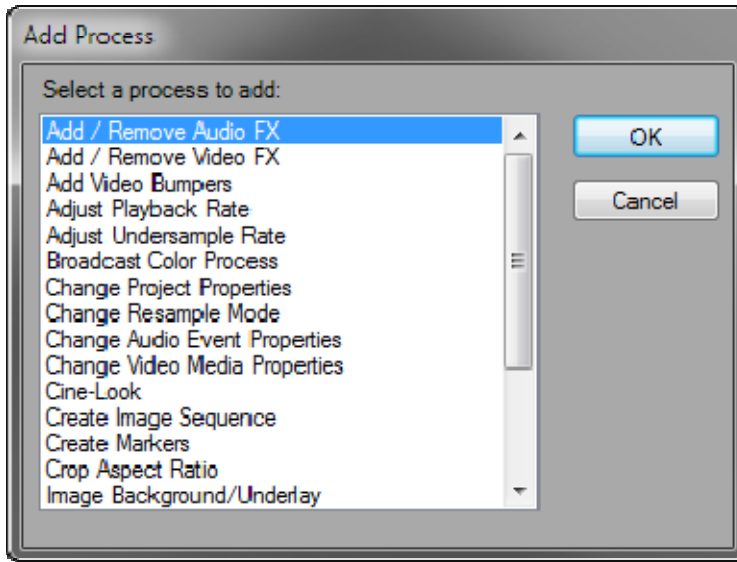 Add Process
Select a process to add:
Add / Remove Audio FX
Add / Remove Video FX
Add Video Bumpers
Adjust Playback Rate
Adjust Undersample Rate
Broadcast Color Process
Change Project Properties
Change Resample Mode
Change Audio Event Properties
Change Video Media Properties
Cine-Look
Create Image Sequence
Create Markers
Crop Aspect Ratio
Image Background/Underlay
OK
Cancel